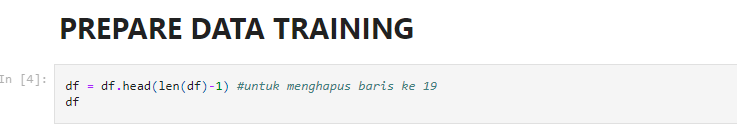 PREPARE DATA TRAINING
In [4]:
df = df.head(len(df)-1) #untuk menghapus baris ke 19
df